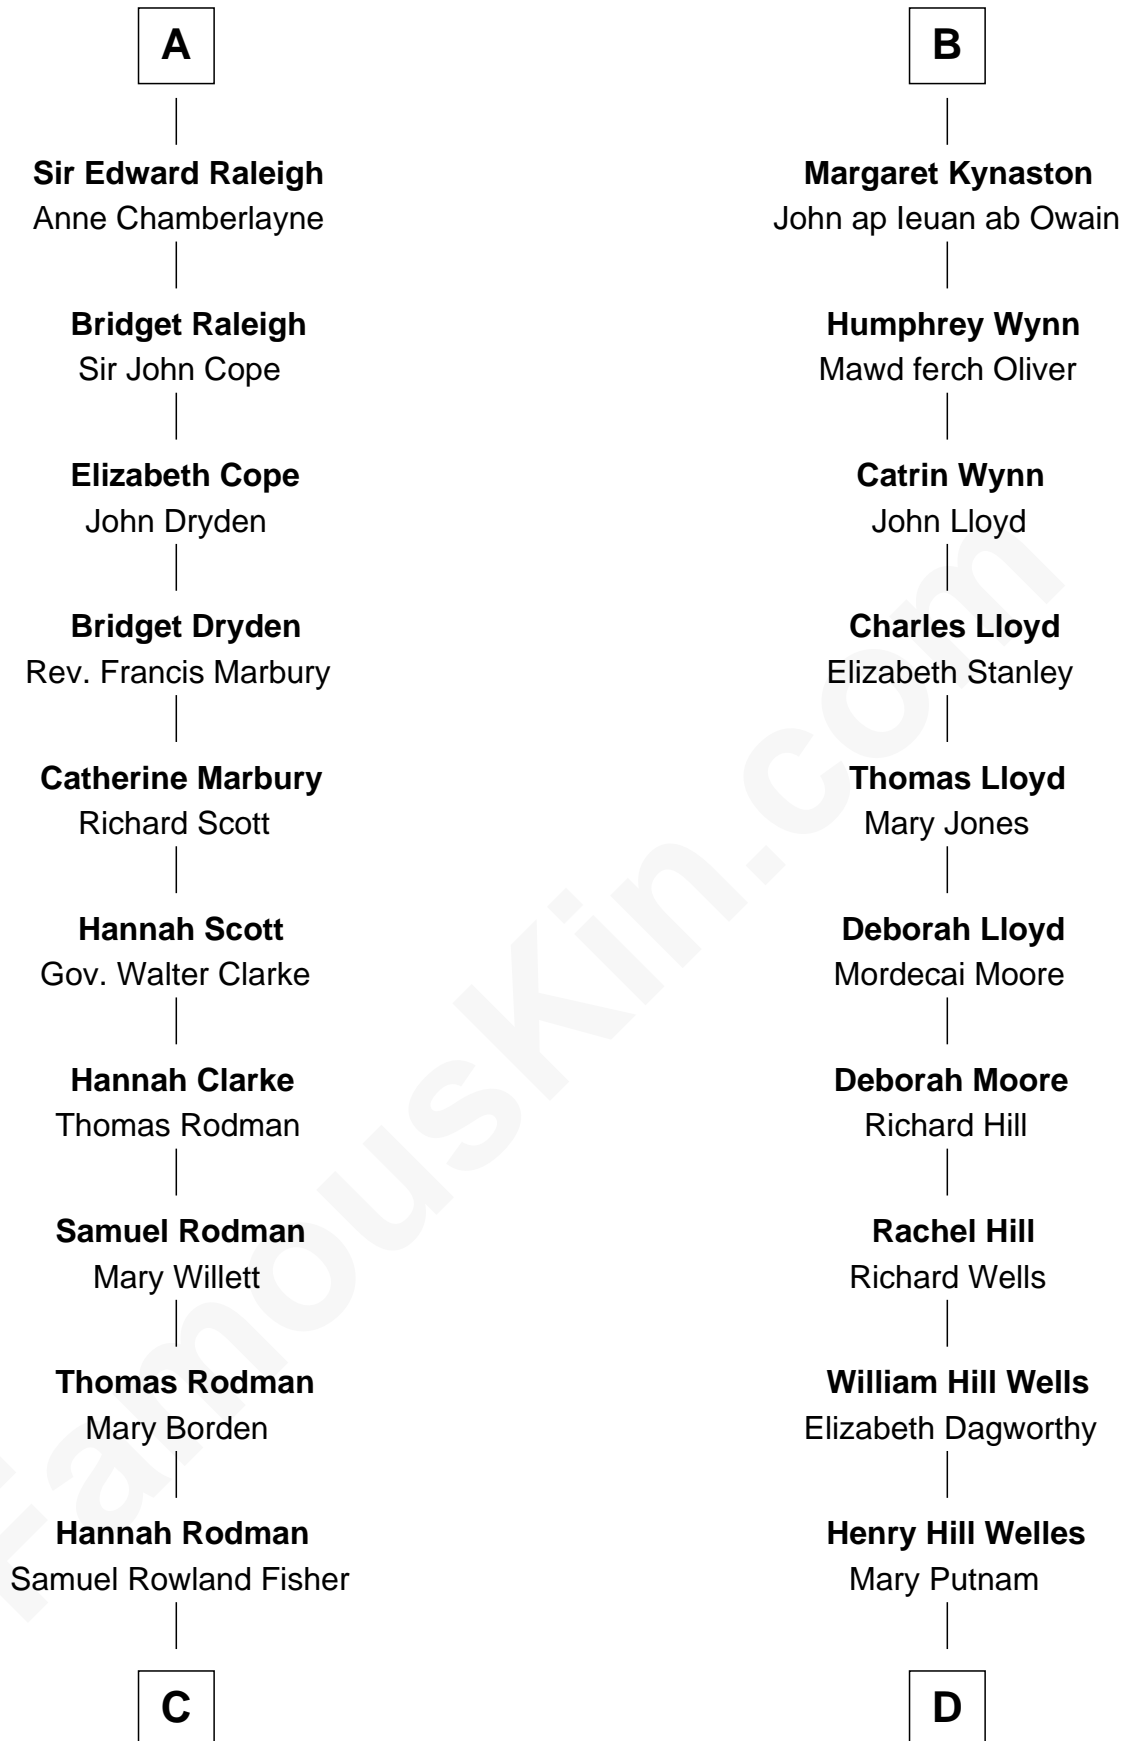 A
Sir Edward Raleigh
Anne Chamberlayne
Bridget Raleigh
Sir John Cope
Elizabeth Cope
John Dryden
Bridget Dryden
Rev. Francis Marbury
Catherine Marbury
Richard Scott
Hannah Scott
Gov. Walter Clarke
Hannah Clarke
Thomas Rodman
Samuel Rodman
Mary Willett
Thomas Rodman
Mary Borden
Hannah Rodman
Samuel Rowland Fisher
C
B
Margaret Kynaston
John ap Ieuan ab Owain
Humphrey Wynn
Mawd ferch Oliver
Catrin Wynn
John Lloyd
Charles Lloyd
Elizabeth Stanley
Thomas Lloyd
Mary Jones
Deborah Lloyd
Mordecai Moore
Deborah Moore
Richard Hill
Rachel Hill
Richard Wells
William Hill Wells
Elizabeth Dagworthy
Henry Hill Welles
Mary Putnam
D
FamousKin.com